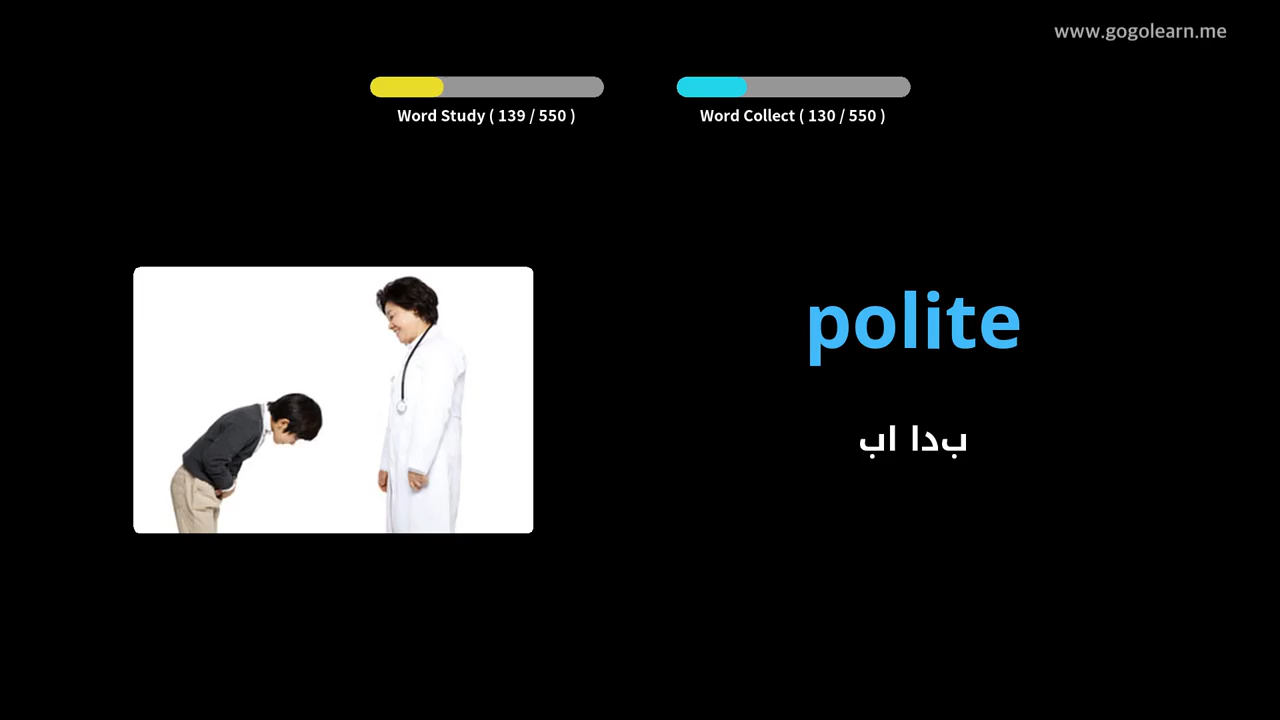 www.gogolearn.me
Word Study ( 139 / 550 )
Word Collect ( 130 / 550 )
polite
بدا اب